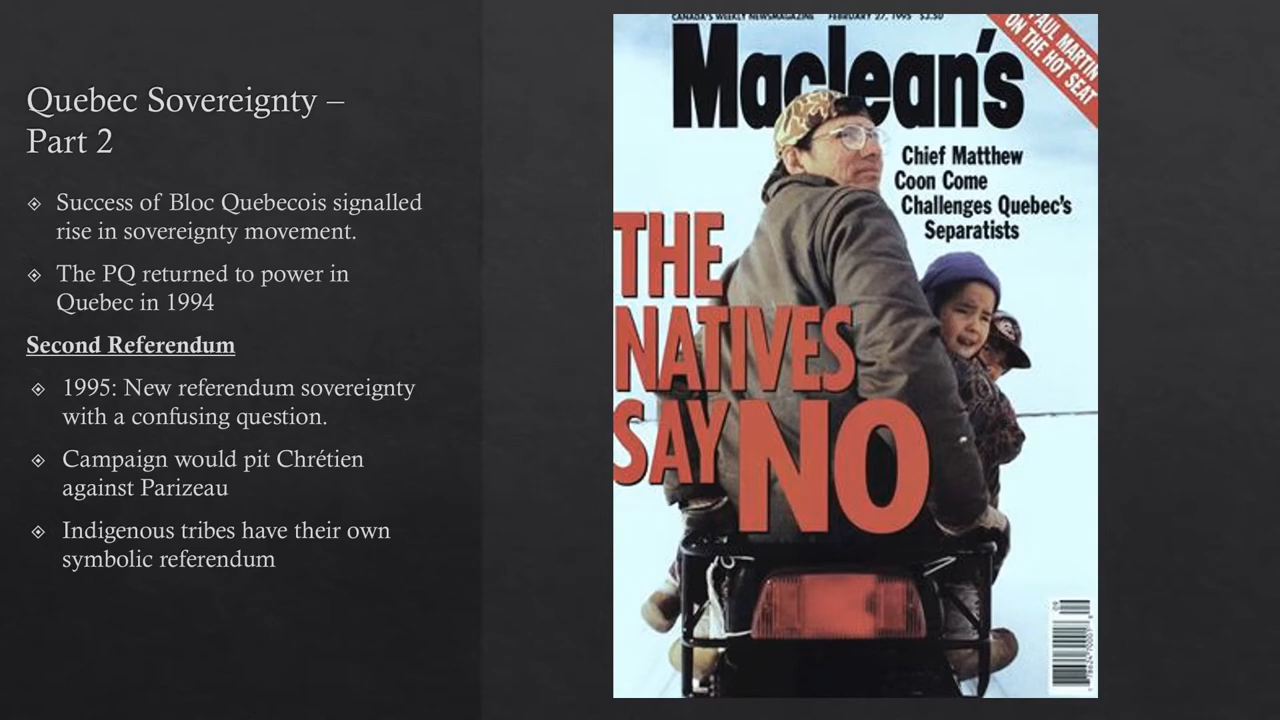 Quebec Sovereignty –
Part 2
Success of Bloc Quebecois signalled
rise in sovereignty movement.
The PQ returned to power in
Quebec in 1994
Second Referendum
1995: New referendum sovereignty
with a confusing question.
Campaign would pit Chrétien
against Parizeau
Indigenous tribes have their own
symbolic referendum
CANADA'S WEEKLY NEWSMAGAZINE FEBRUARY 27, 1995 $3.50
Maclean's
PAUL MARTIN
ON THE HOT SEAT
Chief Matthew
Coon Come
Challenges Quebec's
Separatists
THE
NATIVES
SAY NO
09